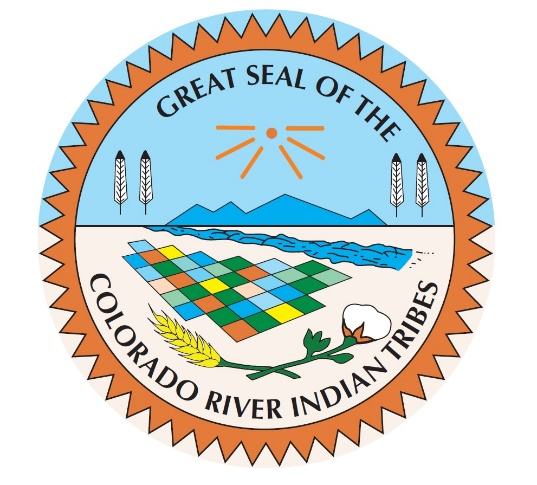 GREAT SEAL OF THE
COLORADO RIVER INDIAN TRIBES